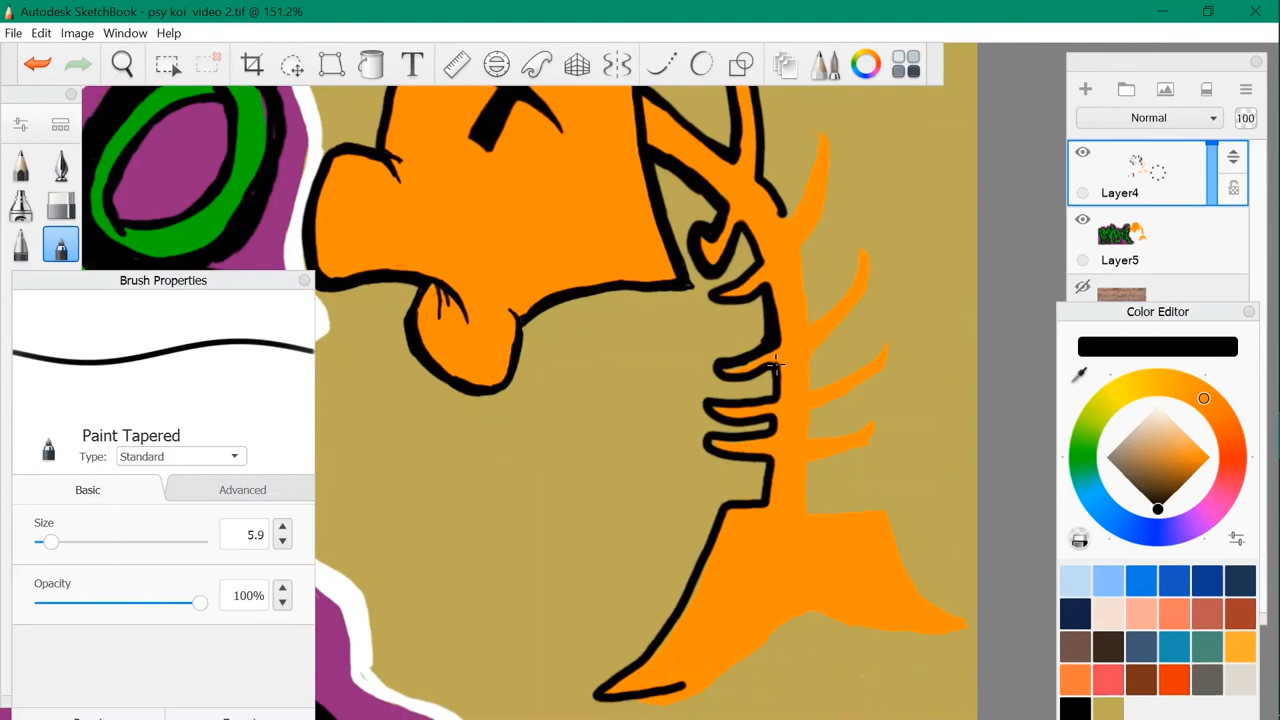 Autodesk SketchBook - psy koi  video 2.tif @ 151.2%
File Edit Image Window Help
T
Normal 100
Layer4
Layer5
Brush Properties
Color Editor
Paint Tapered
Type: Standard
Basic Advanced
Size
5.9
Opacity
100%